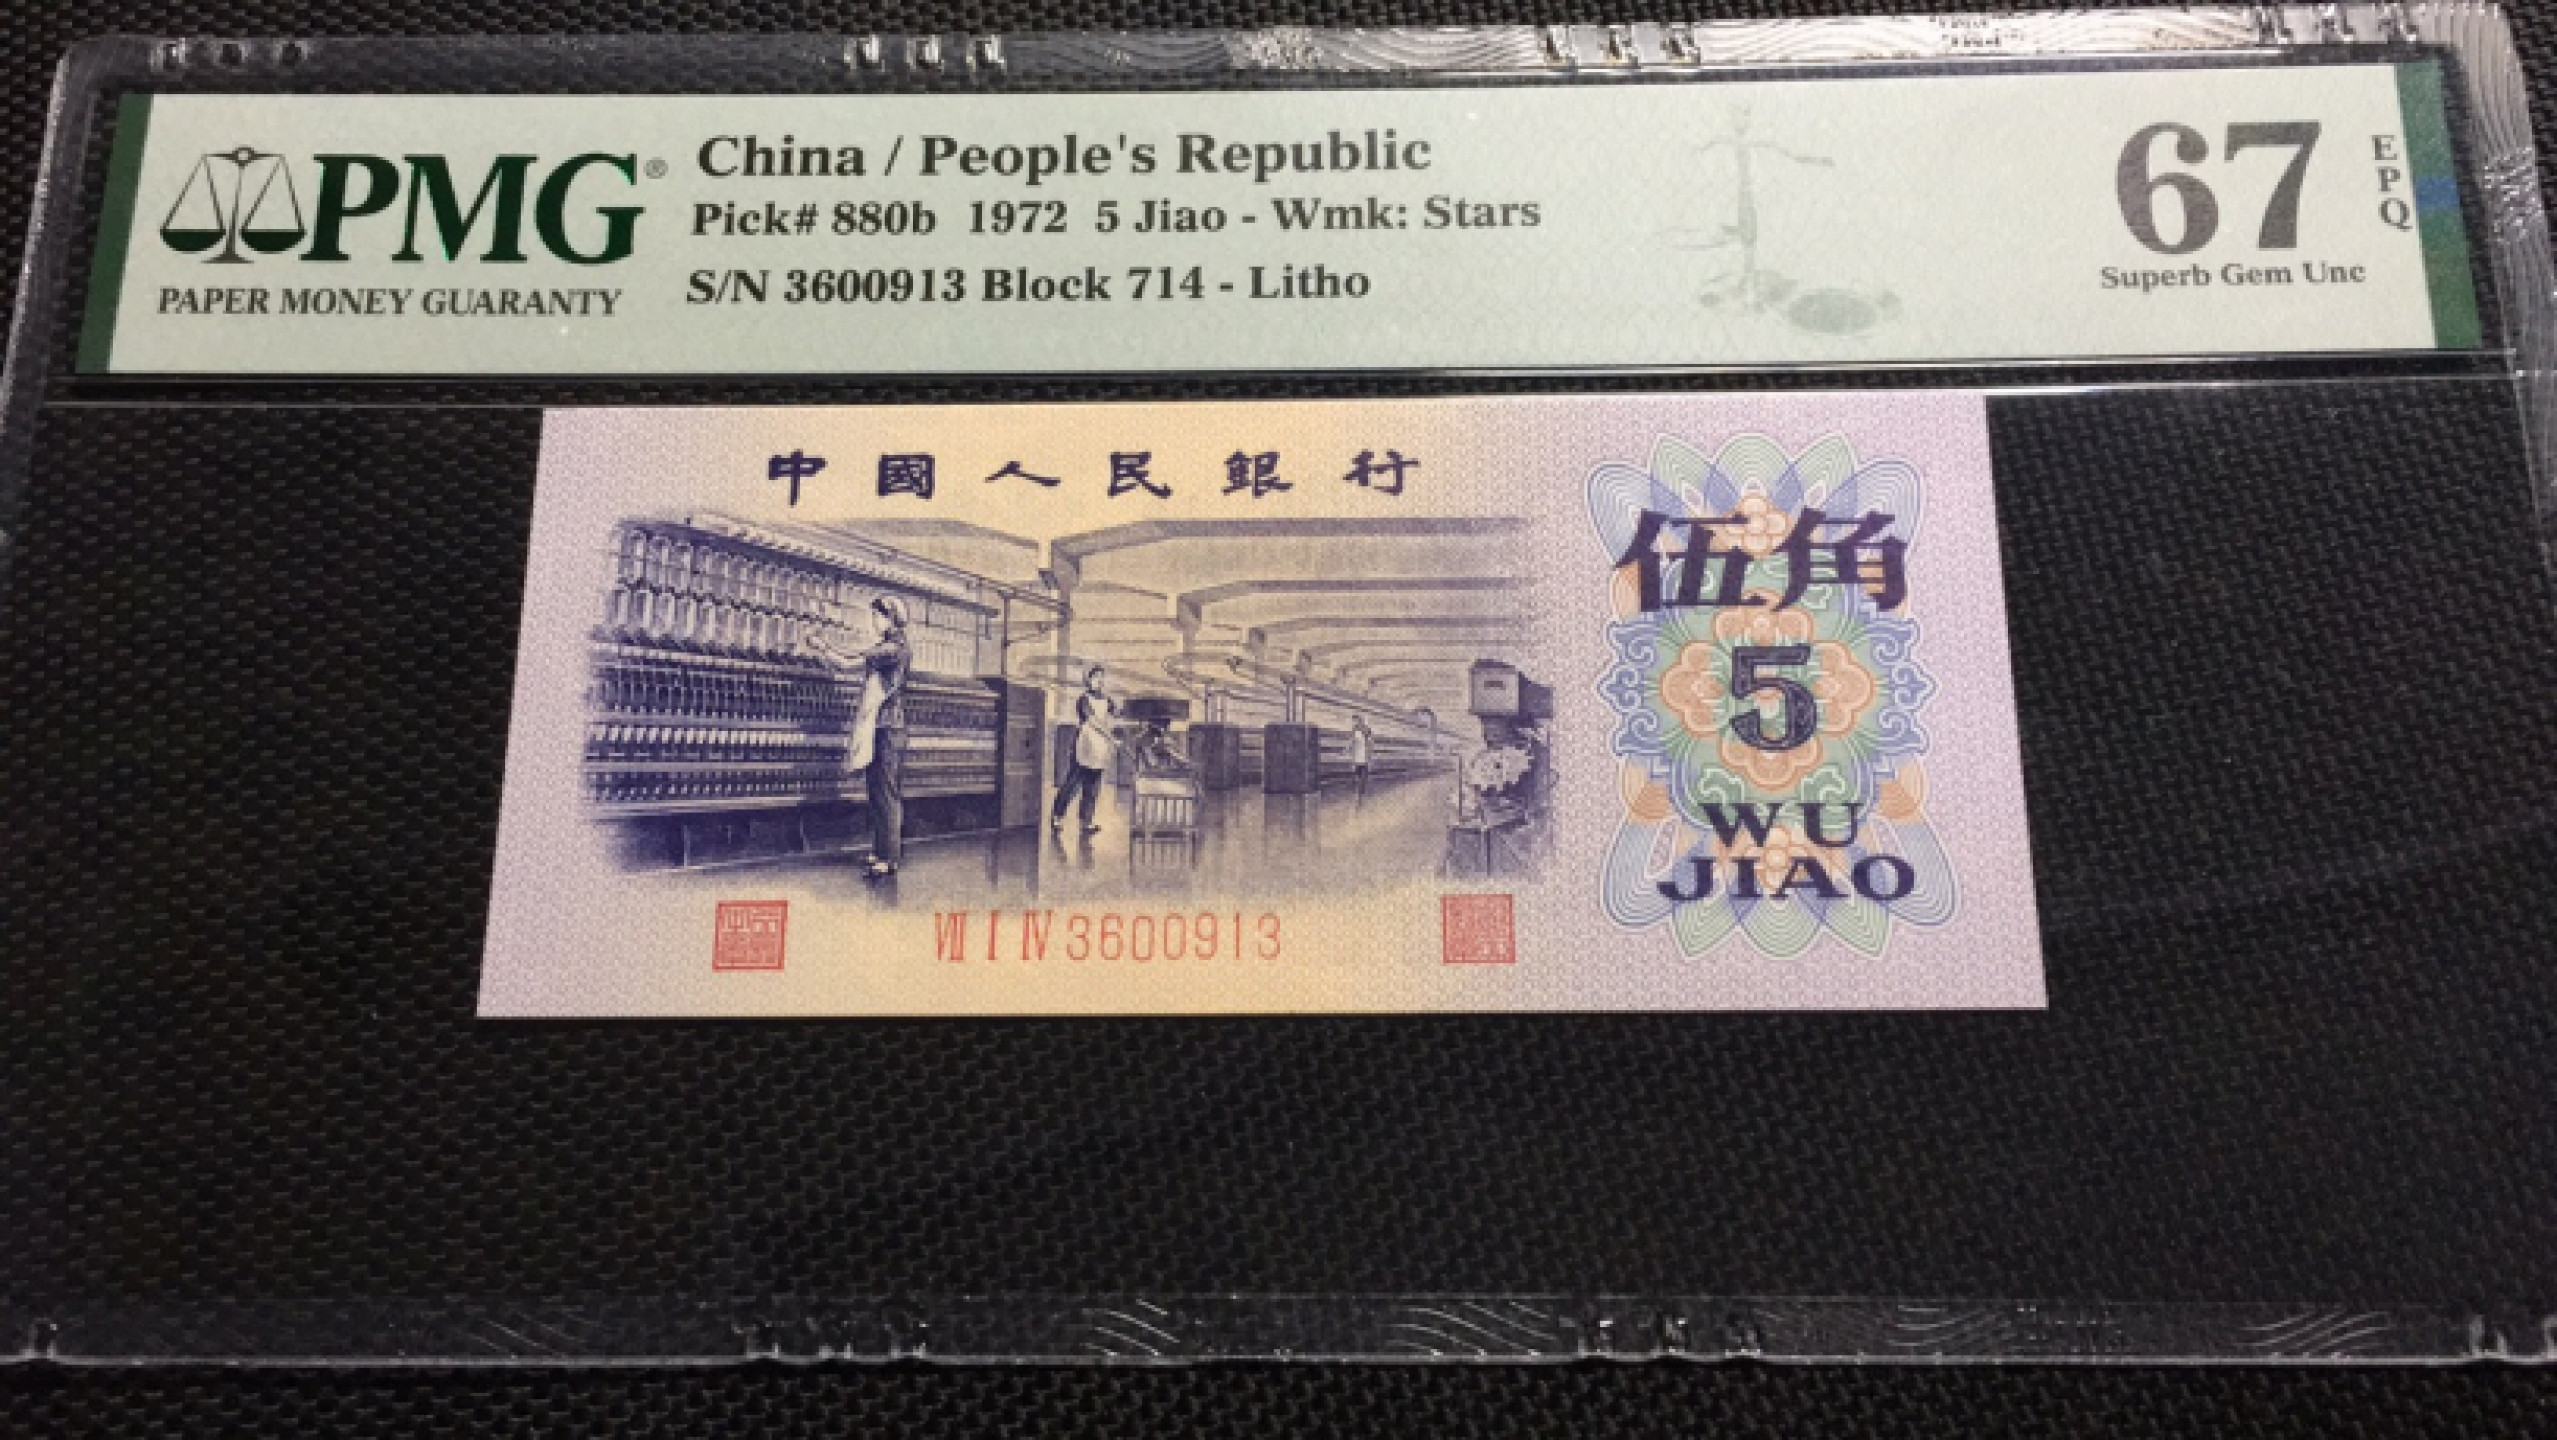 PMG®
PAPER MONEY GUARANTY
China / People's Republic
Pick# 880b 1972 5 Jiao - Wmk: Stars
S/N 3600913 Block 714 - Litho
67
EPQ
Superb Gem Unc
中國人民銀行
伍角
5
WU
JIAO
VII I IV 3600913